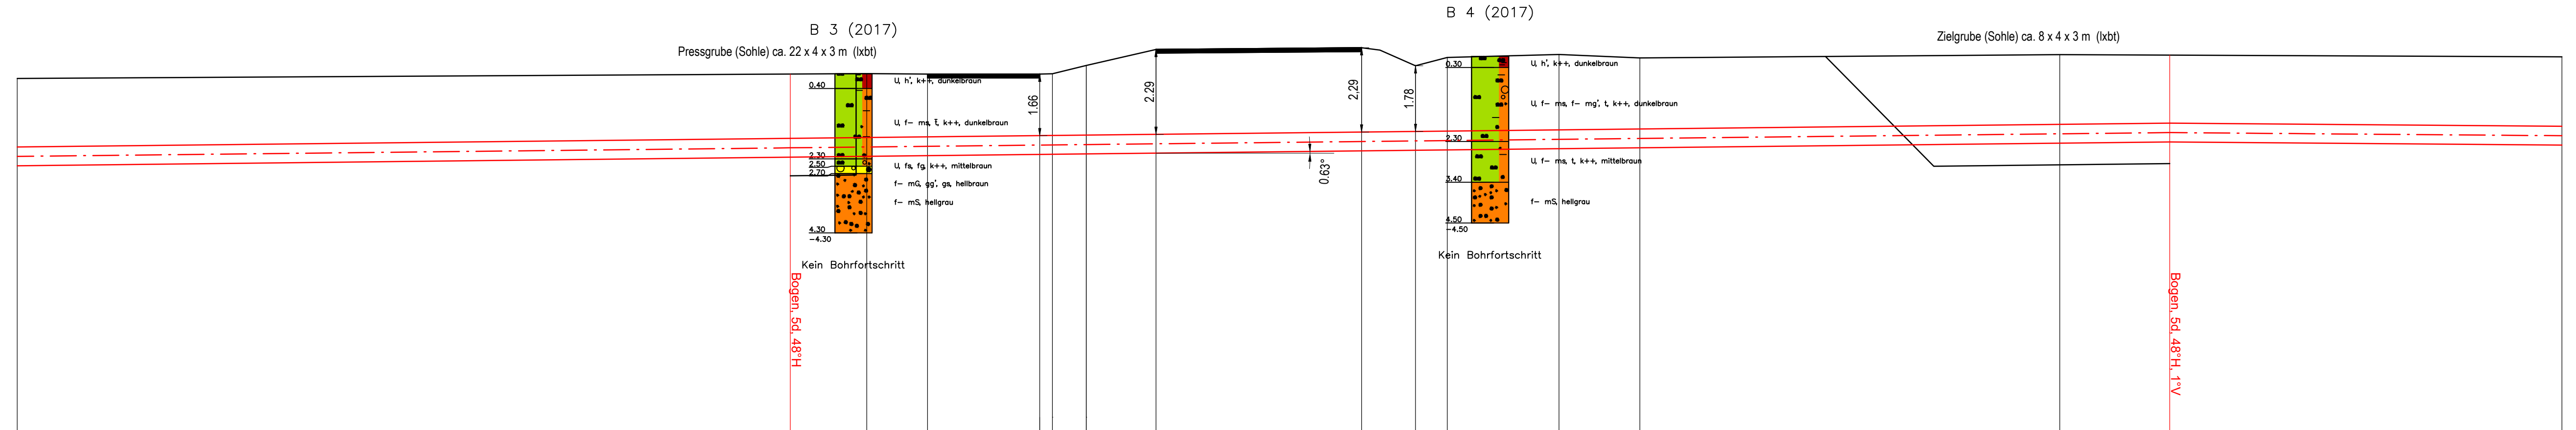 B 3 (2017)
Pressgrube (Sohle) ca. 22 x 4 x 3 m (lxbt)
0.40
2.30
2.50
2.70
4.30
-4.30
U, h', k++, dunkelbraun
U, f- ms, t̄, k++, dunkelbraun
U, fs, fg, k++, mittelbraun
f- mG, gg', gs, hellbraun
f- mS, hellgrau
Kein Bohrfortschritt
Bogen, 5d, 48°H
1.66
2.29
2,29
1.78
0.63°
B 4 (2017)
0.30
2.30
3.40
4.50
-4.50
U, h', k++, dunkelbraun
U, f- ms, f- mg', t, k++, dunkelbraun
U, f- ms, t, k++, mittelbraun
f- mS, hellgrau
Kein Bohrfortschritt
Zielgrube (Sohle) ca. 8 x 4 x 3 m (lxbt)
Bogen, 5d, 48°H, 1°V